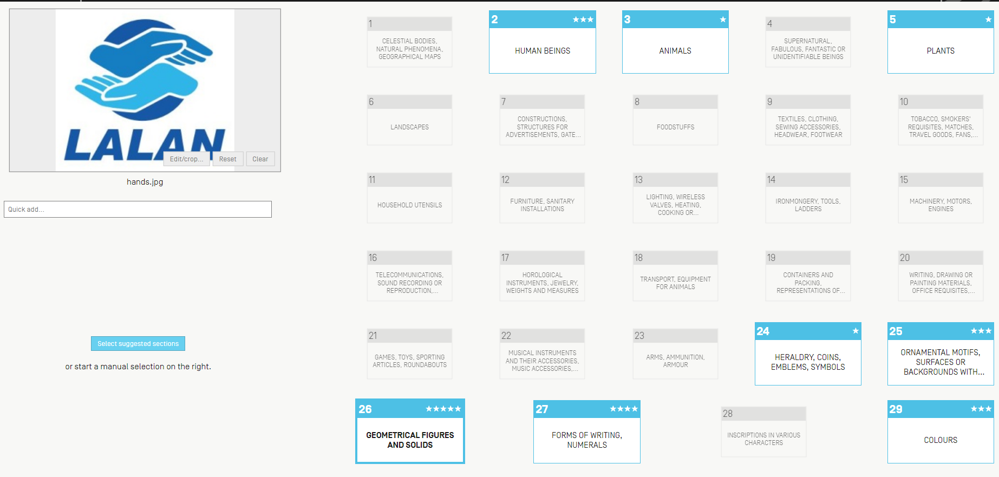 LALAN
Edit/crop...
Reset
Clear
hands.jpg
Quick add...
Select suggested sections
or start a manual selection on the right.
1
CELESTIAL BODIES,
NATURAL PHENOMENA,
GEOGRAPHICAL MAPS
2 ★★★
HUMAN BEINGS
3 ★
ANIMALS
4
SUPERNATURAL,
FABULOUS, FANTASTIC OR
UNIDENTIFIABLE BEINGS
5 ★
PLANTS
6
LANDSCAPES
7
CONSTRUCTIONS,
STRUCTURES FOR
ADVERTISEMENTS, GATE...
8
FOODSTUFFS
9
TEXTILES, CLOTHING,
SEWING ACCESSORIES,
HEADWEAR, FOOTWEAR
10
TOBACCO, SMOKERS'
REQUISITES, MATCHES,
TRAVEL GOODS, FANS,...
11
HOUSEHOLD UTENSILS
12
FURNITURE, SANITARY
INSTALLATIONS
13
LIGHTING, WIRELESS
VALVES, HEATING,
COOKING OR...
14
IRONMONGERY, TOOLS,
LADDERS
15
MACHINERY, MOTORS,
ENGINES
16
TELECOMMUNICATIONS,
SOUND RECORDING OR
REPRODUCTION,...
17
HOROLOGICAL
INSTRUMENTS, JEWELRY,
WEIGHTS AND MEASURES
18
TRANSPORT, EQUIPMENT
FOR ANIMALS
19
CONTAINERS AND
PACKING,
REPRESENTATIONS OF...
20
WRITING, DRAWING OR
PAINTING MATERIALS,
OFFICE REQUISITES,...
21
GAMES, TOYS, SPORTING
ARTICLES, ROUNDABOUTS
22
MUSICAL INSTRUMENTS
AND THEIR ACCESSORIES,
MUSIC ACCESSORIES,...
23
ARMS, AMMUNITION,
ARMOUR
24 ★
HERALDRY, COINS,
EMBLEMS, SYMBOLS
25 ★★★
ORNAMENTAL MOTIFS,
SURFACES OR
BACKGROUNDS WITH...
26 ★★★★★
GEOMETRICAL FIGURES
AND SOLIDS
27 ★★★★
FORMS OF WRITING,
NUMERALS
28
INSCRIPTIONS IN VARIOUS
CHARACTERS
29 ★★★
COLOURS